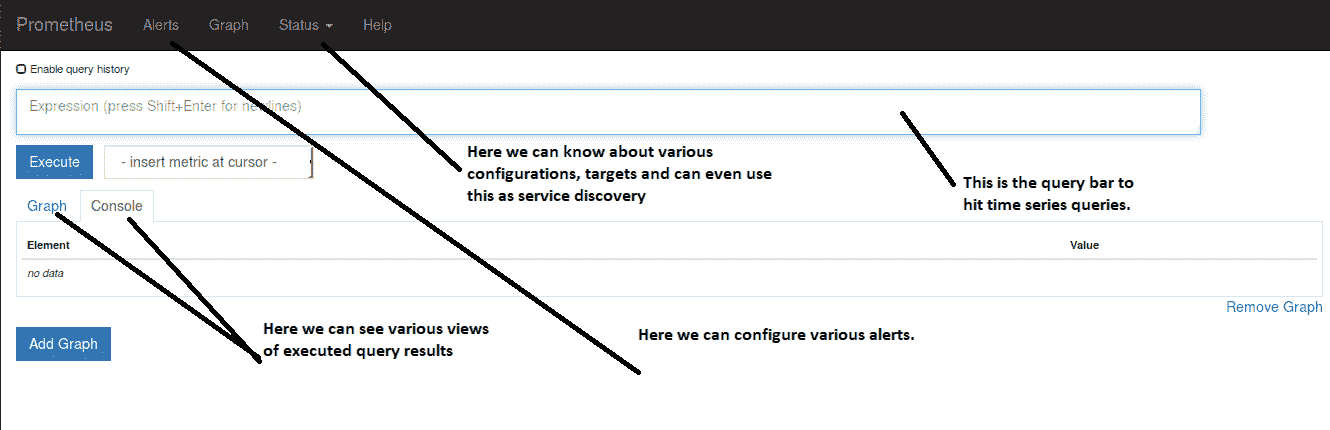 Prometheus Alerts Graph Status Help
Enable query history
Expression (press Shift+Enter for newlines)
Execute - insert metric at cursor -
Here we can know about various
configurations, targets and can even use
this as service discovery
This is the query bar to
hit time series queries.
Graph Console
Element Value
no data
Remove Graph
Here we can see various views
of executed query results
Here we can configure various alerts.
Add Graph